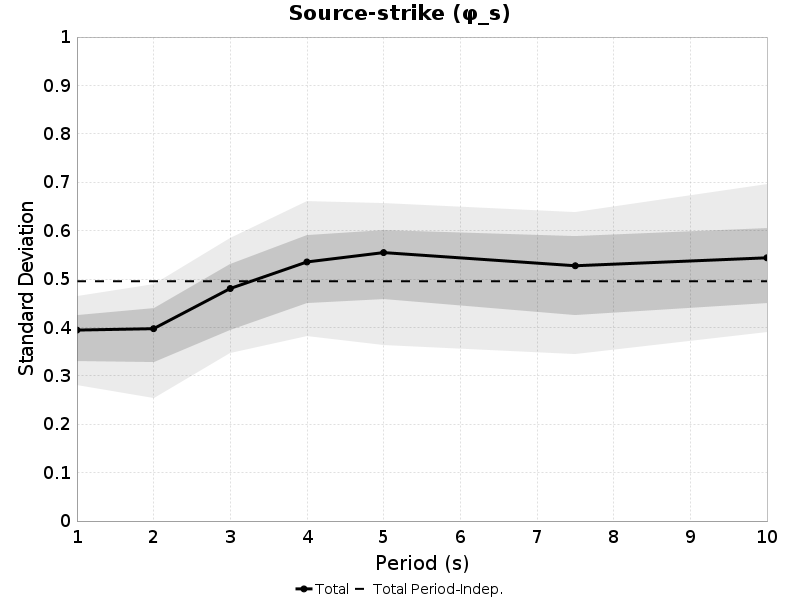 Source-strike (φ_s)
1
0.9
0.8
0.7
0.6
0.5
0.4
0.3
0.2
0.1
0
Standard Deviation
1 2 3 4 5 6 7 8 9 10
Period (s)
Total Total Period-Indep.